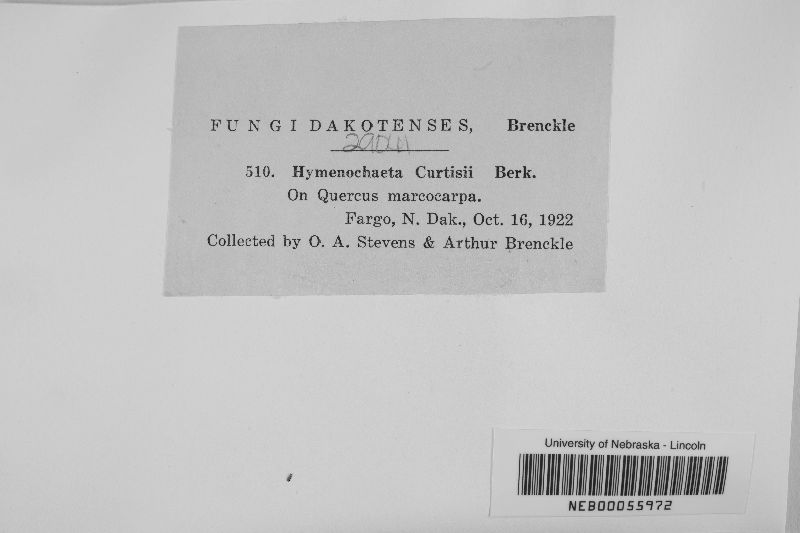 FUNGI DAKOTENSES, Brenckle
510. Hymenochaeta Curtisii Berk.
On Quercus marcocarpa.
Fargo, N. Dak., Oct. 16, 1922
Collected by O. A. Stevens & Arthur Brenckle
University of Nebraska - Lincoln
NEB00055972